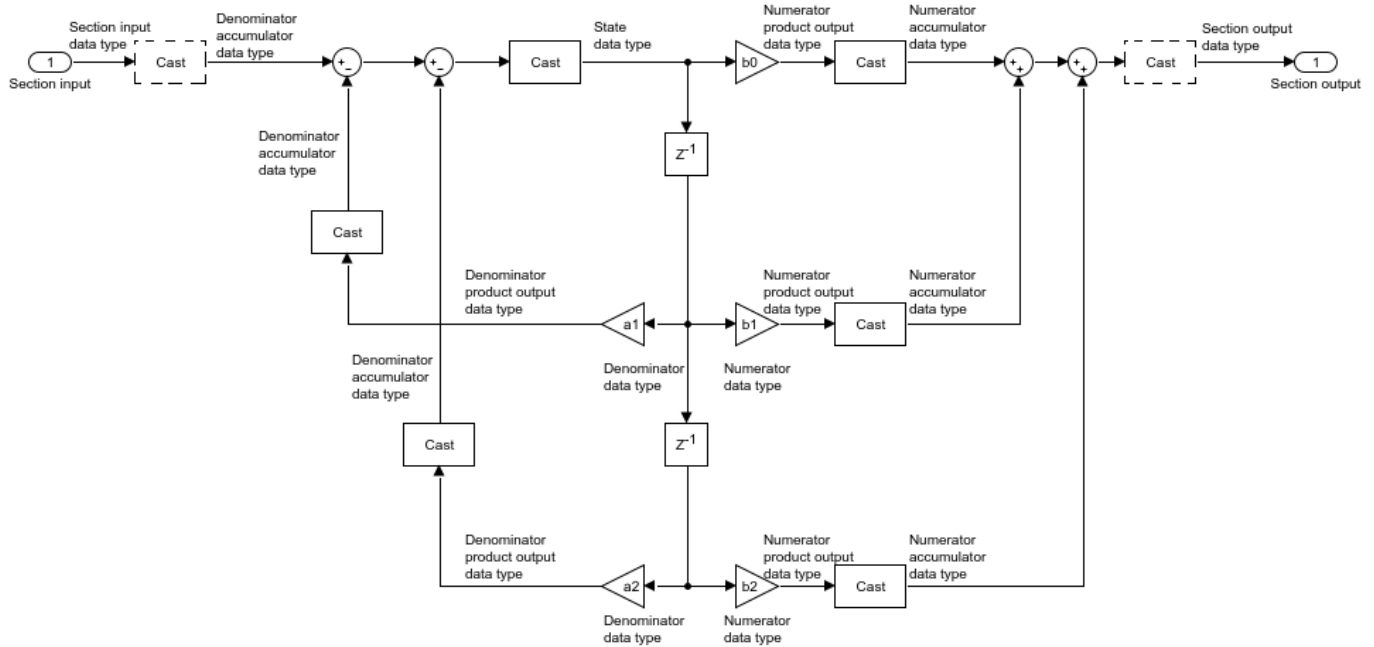 Section input
data type
1
Section input
Cast
Denominator
accumulator
data type
+
−
+
−
Cast
State
data type
b0
Numerator
product output
data type
Cast
Numerator
accumulator
data type
+
+
+
+
Cast
Section output
data type
1
Section output
Denominator
accumulator
data type
Z-1
Cast
Denominator
product output
data type
a1
Denominator
data type
b1
Numerator
data type
Numerator
product output
data type
Cast
Numerator
accumulator
data type
Denominator
accumulator
data type
Cast
Z-1
Denominator
product output
data type
a2
Denominator
data type
b2
Numerator
data type
Numerator
product output
data type
Cast
Numerator
accumulator
data type